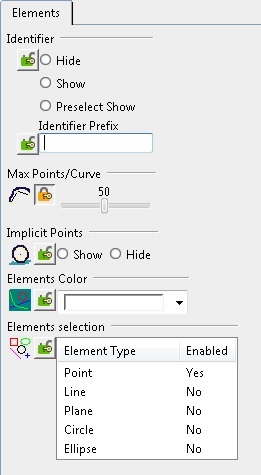 Elements
Identifier
Hide
Show
Preselect Show
Identifier Prefix
Max Points/Curve
50
Implicit Points
Show Hide
Elements Color
Elements selection
Element Type Enabled
Point Yes
Line No
Plane No
Circle No
Ellipse No